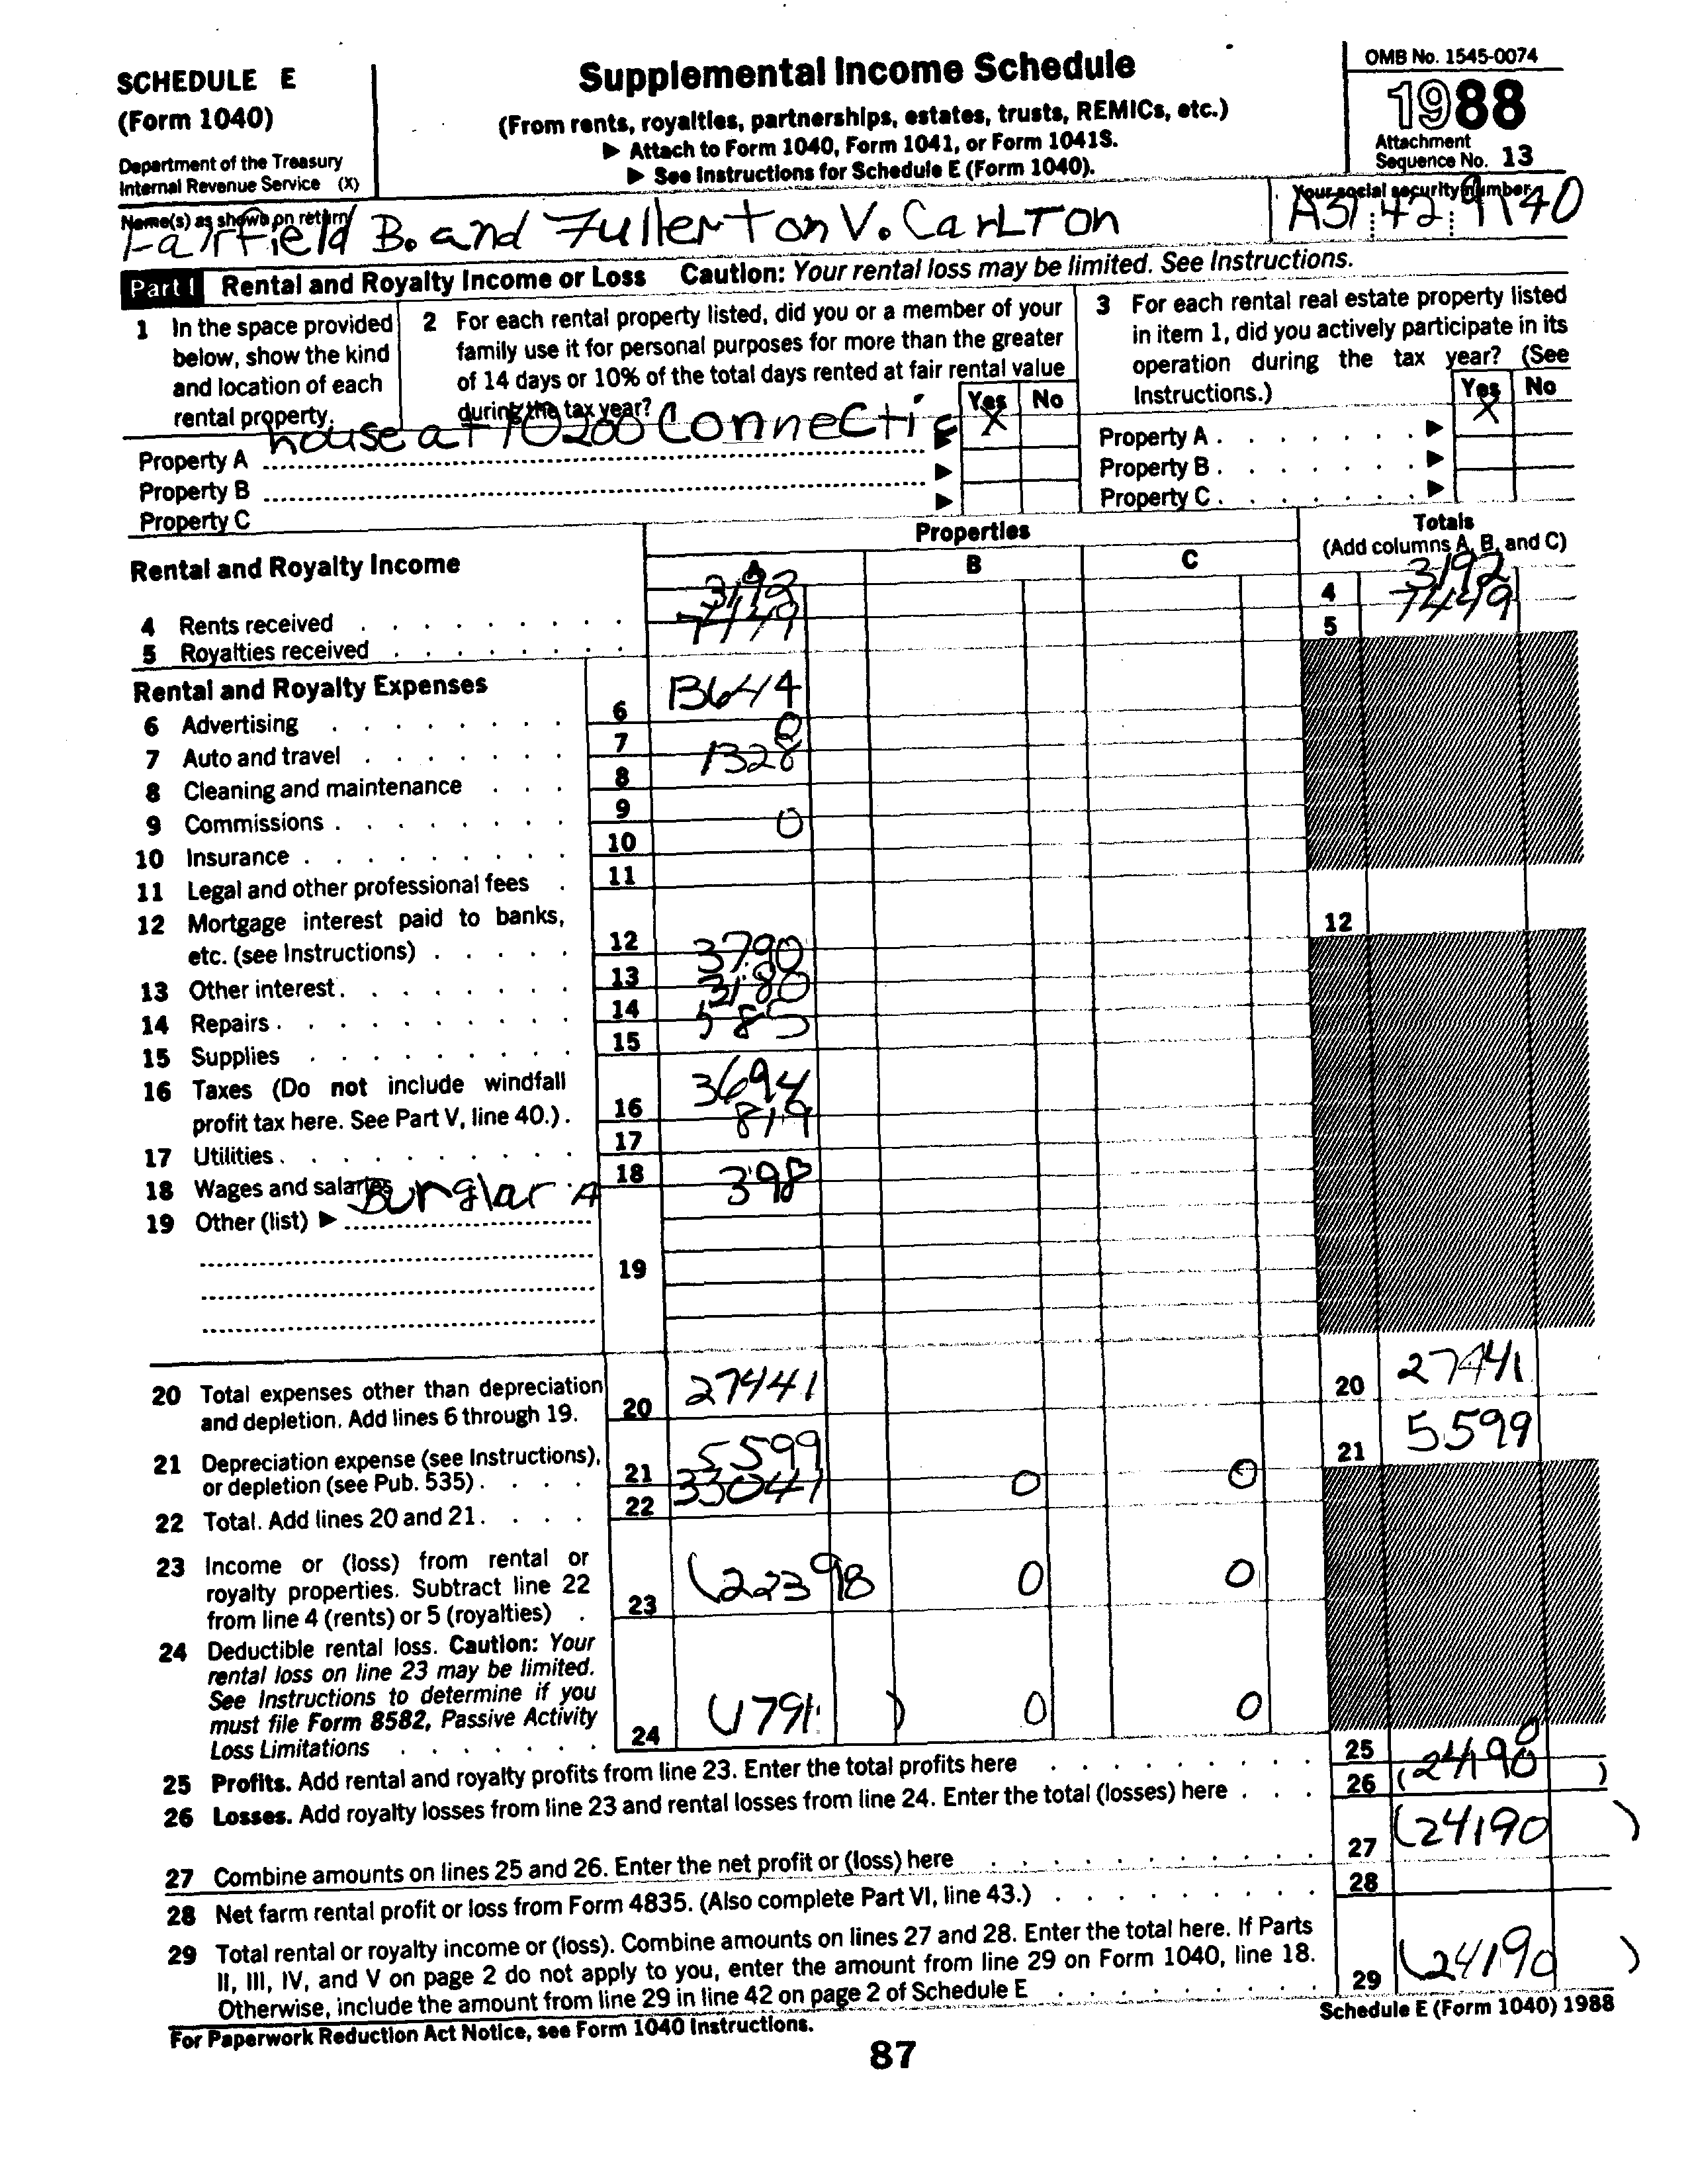 SCHEDULE E
(Form 1040)
Department of the Treasury
Internal Revenue Service (X)
Supplemental Income Schedule
(From rents, royalties, partnerships, estates, trusts, REMICs, etc.)
▶ Attach to Form 1040, Form 1041, or Form 1041S.
▶ See Instructions for Schedule E (Form 1040).
OMB No. 1545-0074
1988
Attachment
Sequence No. 13
Name(s) as shown on return
Fairfield B. and Fullerton V. Carlton
Your social security number
A31 42 9140
Part I Rental and Royalty Income or Loss Caution: Your rental loss may be limited. See Instructions.
1 In the space provided below, show the kind and location of each rental property.
2 For each rental property listed, did you or a member of your family use it for personal purposes for more than the greater of 14 days or 10% of the total days rented at fair rental value during the tax year?
Yes No
3 For each rental real estate property listed in item 1, did you actively participate in its operation during the tax year? (See Instructions.)
Yes No
Property A house at 10200 Connectic ▶ X
Property B ▶
Property C ▶
Property A ▶ X
Property B ▶
Property C ▶
Properties
Totals
Rental and Royalty Income A B C (Add columns A, B, and C)
4 Rents received 3192 4 3192
5 Royalties received 7449 5 7449
Rental and Royalty Expenses
6 Advertising 6 13644
7 Auto and travel 7 0
8 Cleaning and maintenance 8 1328
9 Commissions 9
10 Insurance 10 0
11 Legal and other professional fees 11
12 Mortgage interest paid to banks, etc. (see Instructions) 12 12
13 Other interest 13 3790
14 Repairs 14 3180
15 Supplies 15 585
16 Taxes (Do not include windfall profit tax here. See Part V, line 40.) 16 3694
17 Utilities 17 819
18 Wages and salaries 18
19 Other (list) ▶ Burglar A 398
19
20 Total expenses other than depreciation and depletion. Add lines 6 through 19. 20 27441 20 27441
21 Depreciation expense (see Instructions), or depletion (see Pub. 535) 21 5599 21 5599
22 Total. Add lines 20 and 21 22 33041 0 0
23 Income or (loss) from rental or royalty properties. Subtract line 22 from line 4 (rents) or 5 (royalties) 23 (22398 0 0
24 Deductible rental loss. Caution: Your rental loss on line 23 may be limited. See Instructions to determine if you must file Form 8582, Passive Activity Loss Limitations 24 (1791 ) 0 0
25 Profits. Add rental and royalty profits from line 23. Enter the total profits here 25 0
26 Losses. Add royalty losses from line 23 and rental losses from line 24. Enter the total (losses) here 26 (24190 )
27 Combine amounts on lines 25 and 26. Enter the net profit or (loss) here 27 (24190 )
28 Net farm rental profit or loss from Form 4835. (Also complete Part VI, line 43.) 28
29 Total rental or royalty income or (loss). Combine amounts on lines 27 and 28. Enter the total here. If Parts II, III, IV, and V on page 2 do not apply to you, enter the amount from line 29 on Form 1040, line 18. Otherwise, include the amount from line 29 in line 42 on page 2 of Schedule E 29 (24190 )
For Paperwork Reduction Act Notice, see Form 1040 Instructions.
Schedule E (Form 1040) 1988
87